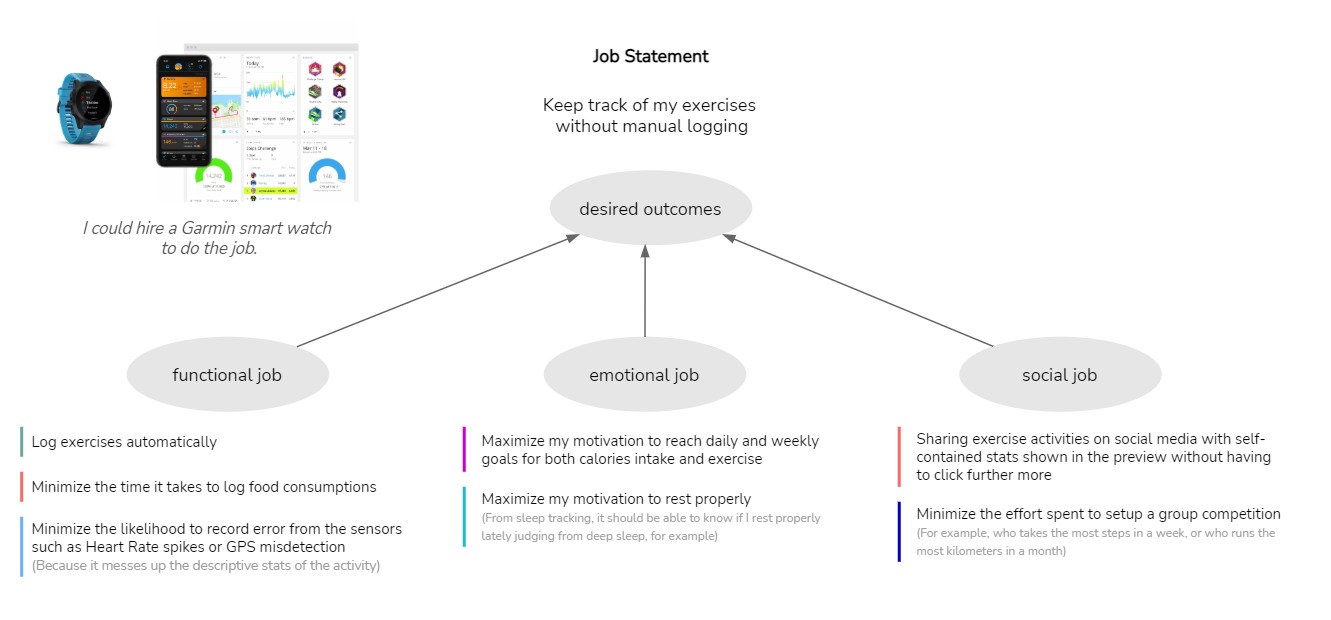 Job Statement
Keep track of my exercises
without manual logging
Today
14,242
146
I could hire a Garmin smart watch
to do the job.
desired outcomes
functional job
emotional job
social job
Log exercises automatically
Minimize the time it takes to log food consumptions
Minimize the likelihood to record error from the sensors
such as Heart Rate spikes or GPS misdetection
(Because it messes up the descriptive stats of the activity)
Maximize my motivation to reach daily and weekly
goals for both calories intake and exercise
Maximize my motivation to rest properly
(From sleep tracking, it should be able to know if I rest properly
lately judging from deep sleep, for example)
Sharing exercise activities on social media with self-
contained stats shown in the preview without having
to click further more
Minimize the effort spent to setup a group competition
(For example, who takes the most steps in a week, or who runs the
most kilometers in a month)